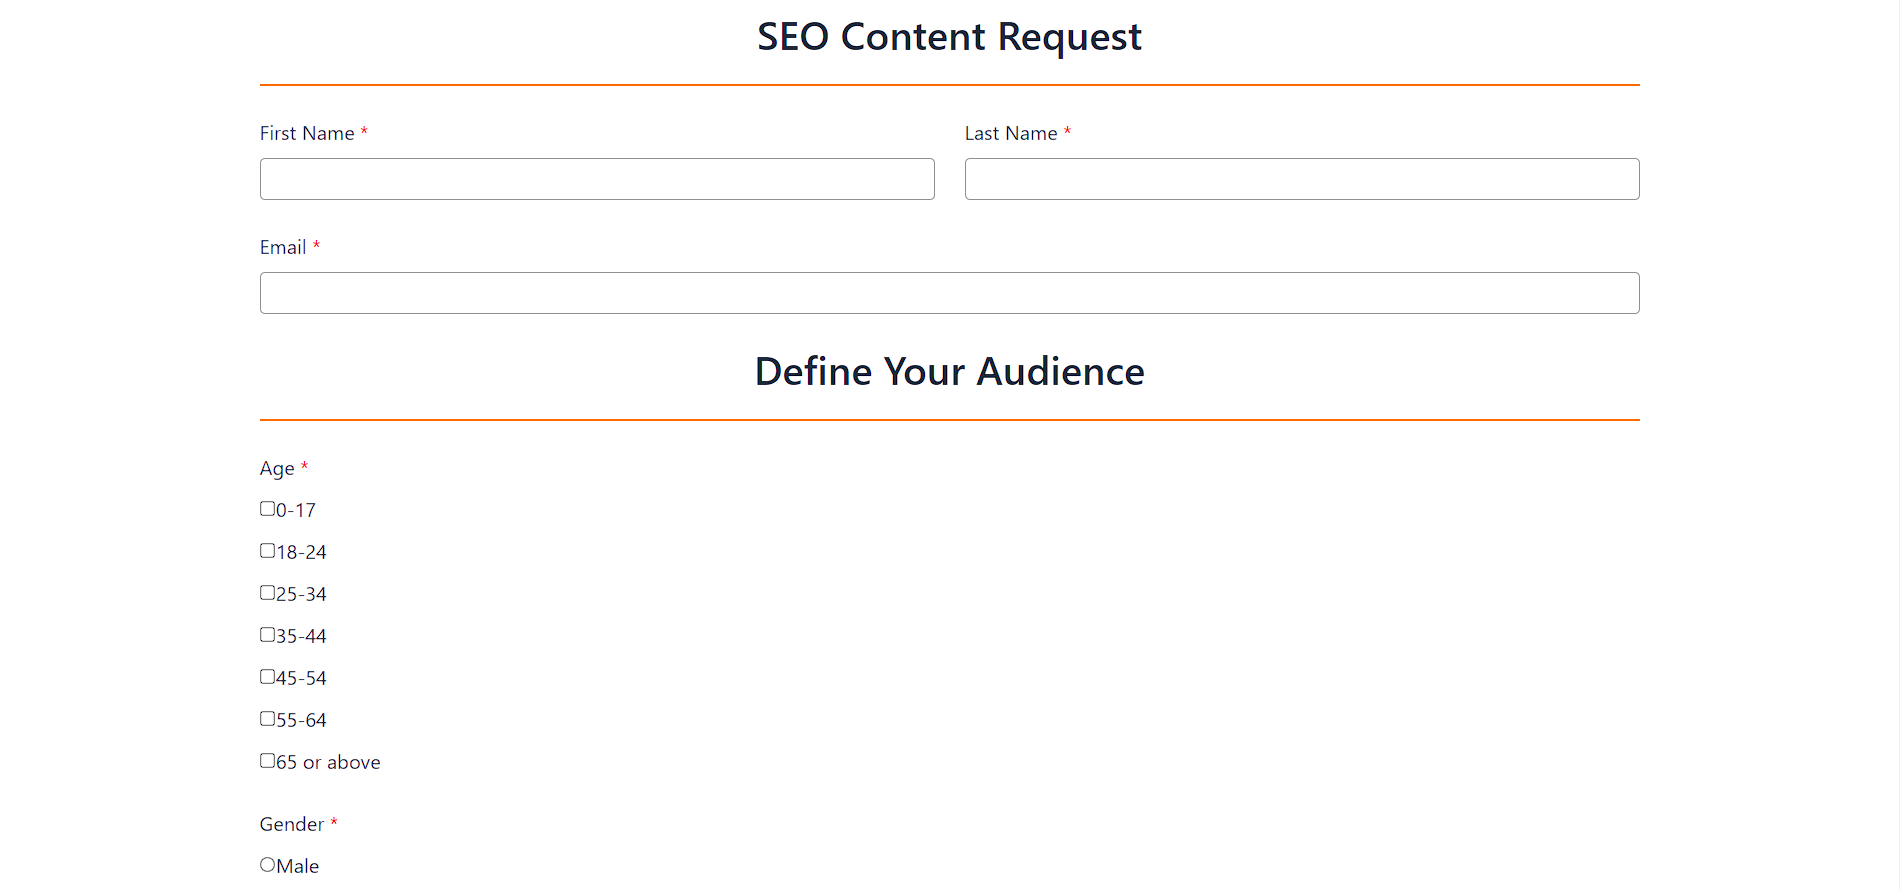 SEO Content Request
First Name * Last Name *
Email *
Define Your Audience
Age *
0-17
18-24
25-34
35-44
45-54
55-64
65 or above
Gender *
Male